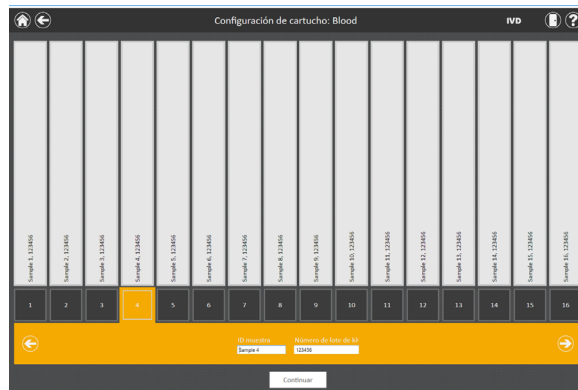 Configuración de cartucho: Blood
IVD
?
Sample 1, 123456
Sample 2, 123456
Sample 3, 123456
Sample 4, 123456
Sample 5, 123456
Sample 6, 123456
Sample 7, 123456
Sample 8, 123456
Sample 9, 123456
Sample 10, 123456
Sample 11, 123456
Sample 12, 123456
Sample 13, 123456
Sample 14, 123456
Sample 15, 123456
Sample 16, 123456
1 2 3 4 5 6 7 8 9 10 11 12 13 14 15 16
ID muestra Número de lote de kit
Sample 4 123456
Continuar